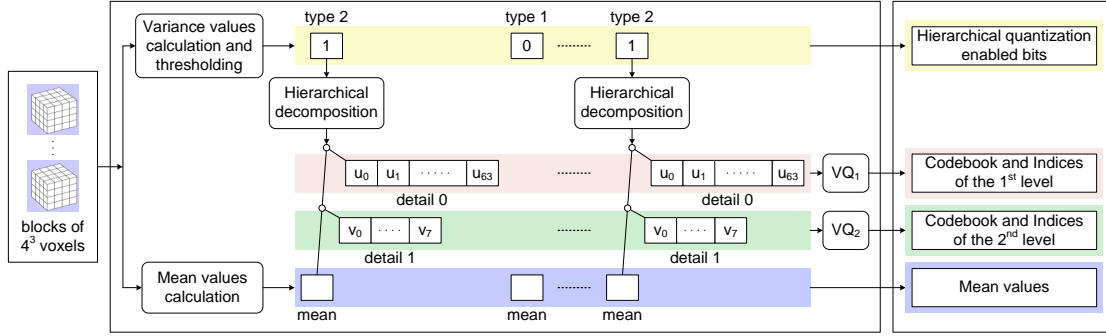 type 2
type 1
type 2
Variance values
calculation and
thresholding
1
0
1
Hierarchical quantization
enabled bits
Hierarchical
decomposition
Hierarchical
decomposition
blocks of
4³ voxels
u₀ u₁ · · · · · u₆₃
detail 0
u₀ u₁ · · · · · u₆₃
detail 0
VQ₁
Codebook and Indices
of the 1ˢᵗ level
v₀ · · · · v₇
detail 1
v₀ · · · · v₇
detail 1
VQ₂
Codebook and Indices
of the 2ⁿᵈ level
Mean values
calculation
mean
mean
mean
Mean values